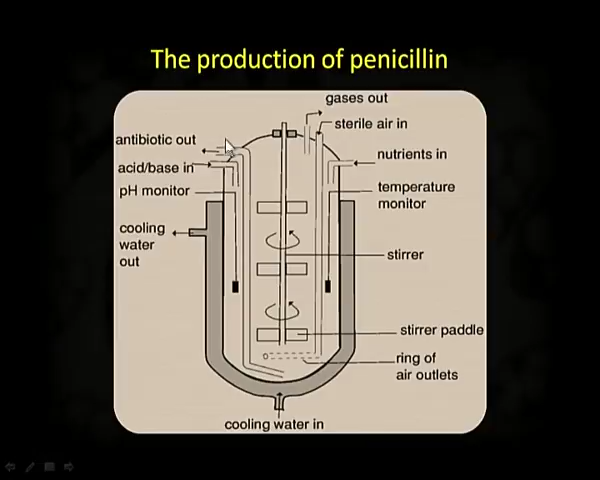 The production of penicillin
gases out
sterile air in
antibiotic out
nutrients in
acid/base in
pH monitor
temperature
monitor
cooling
water
out
stirrer
stirrer paddle
ring of
air outlets
cooling water in